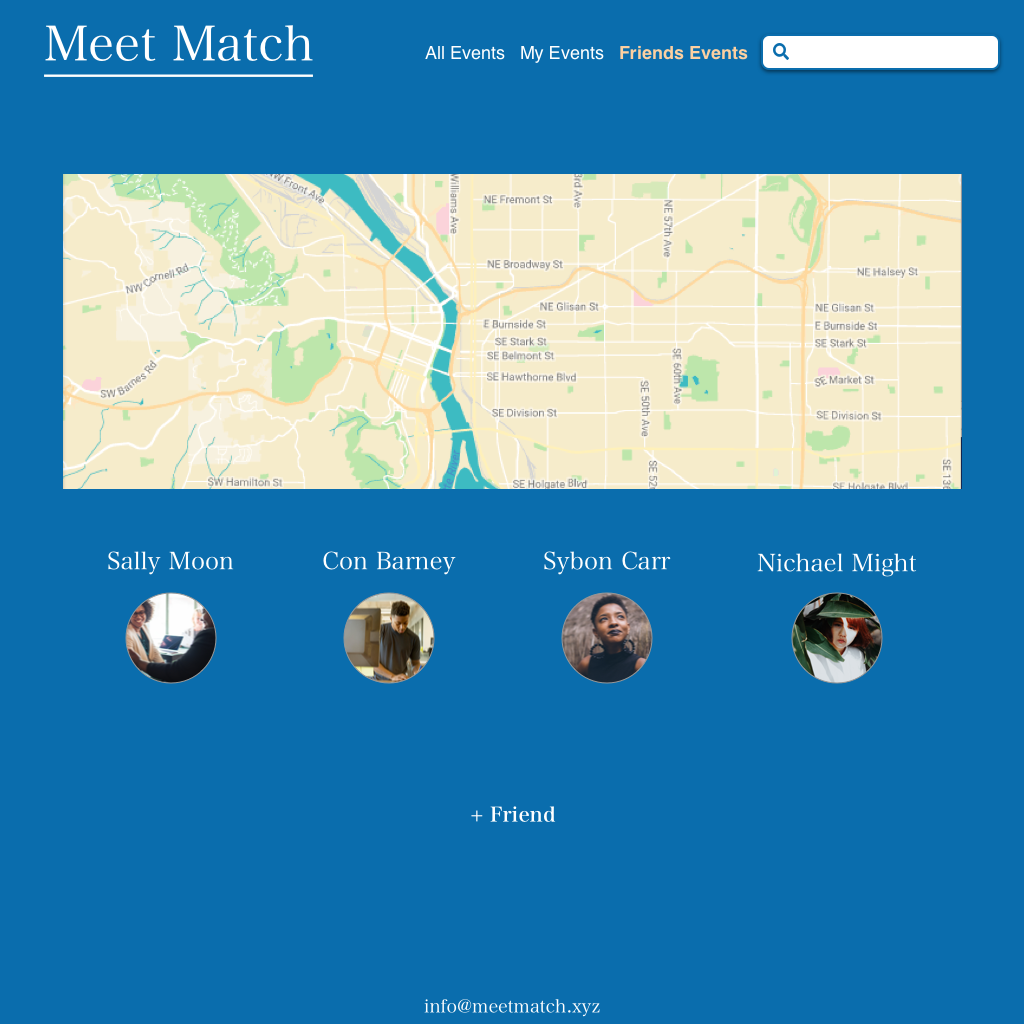 Meet Match
All Events My Events Friends Events
NW Front Ave
Williams Ave
3rd Ave
NE Fremont St
NE 57th Ave
NW Cornell Rd
NE Broadway St
NE Halsey St
NE Glisan St
NE Glisan St
E Burnside St
E Burnside St
SE Stark St
SE Stark St
SE Belmont St
SW Barnes Rd
SE Hawthorne Blvd
SE 60th Ave
SE Market St
SE 50th Ave
SE Division St
SE Division St
SW Hamilton St
SE Holgate Blvd
SE 52
SE Holgate Blvd
SE 136
Sally Moon Con Barney Sybon Carr Nichael Might
+ Friend
info@meetmatch.xyz